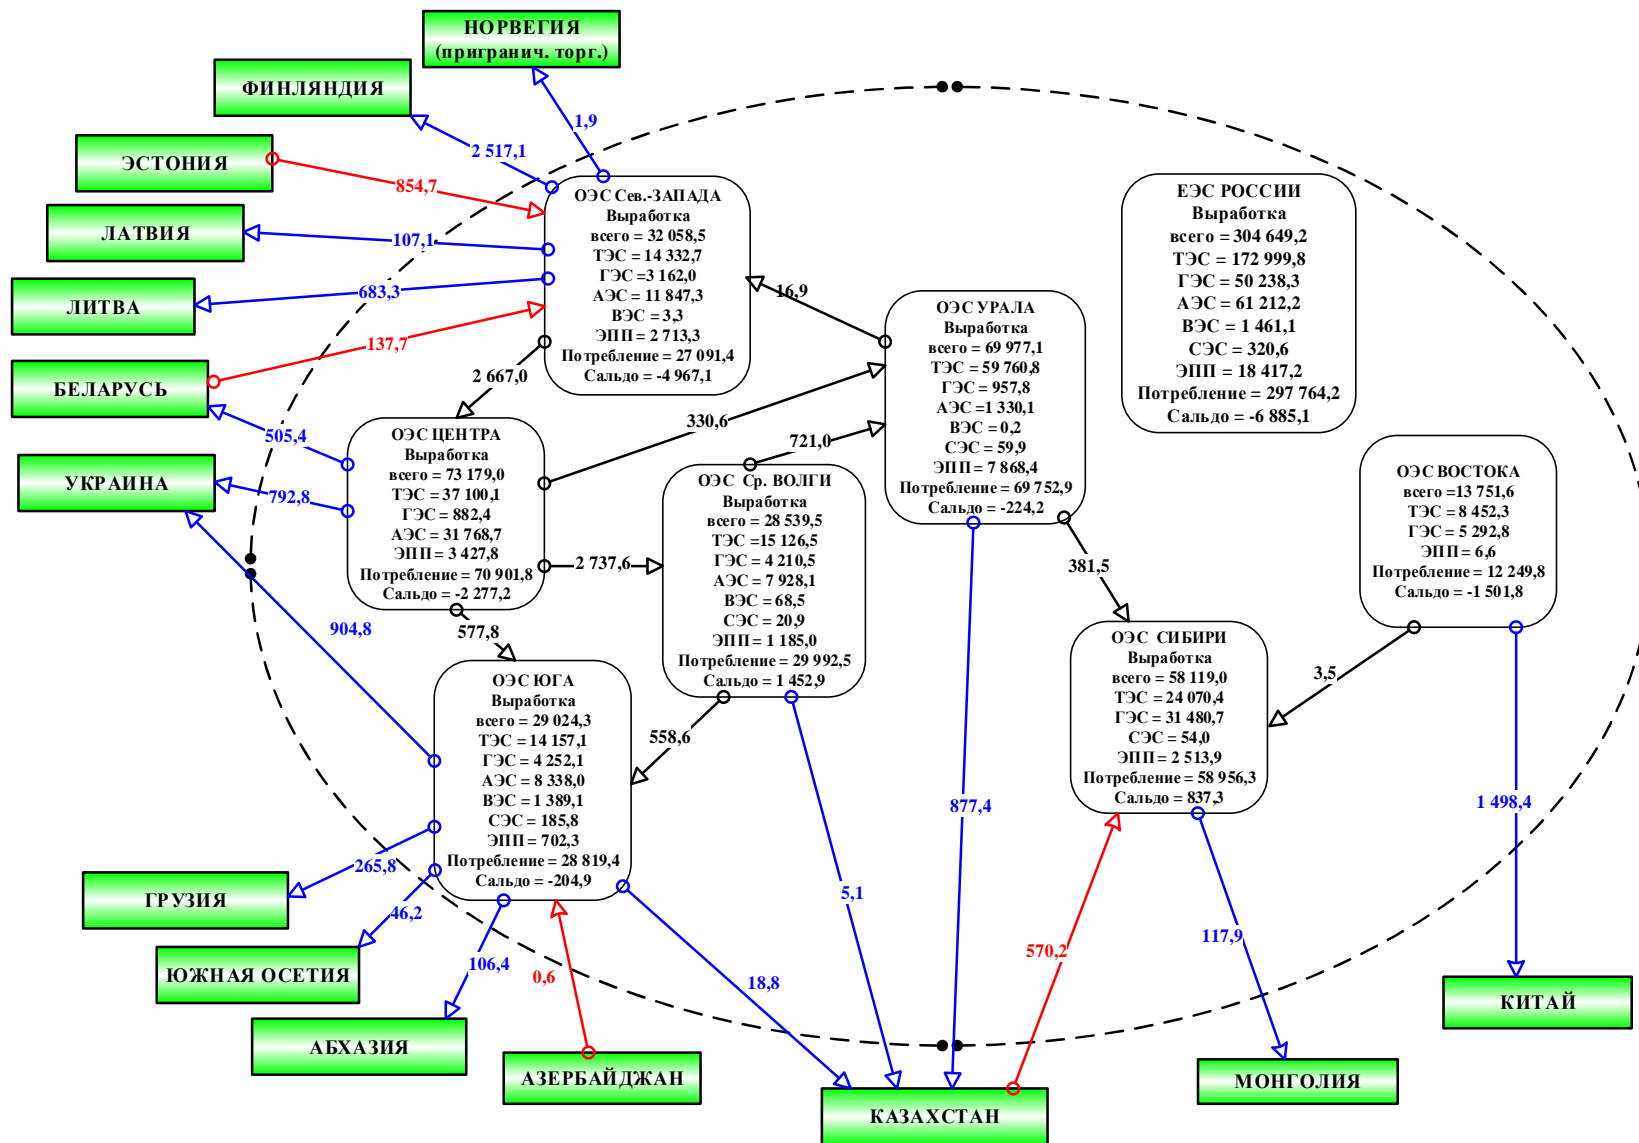 НОРВЕГИЯ
(пригранич. торг.)
ФИНЛЯНДИЯ
1,9
2 517,1
ЭСТОНИЯ
854,7
ЛАТВИЯ
107,1
ЛИТВА
683,3
БЕЛАРУСЬ
137,7
505,4
УКРАИНА
792,8
904,8
ОЭС Сев.-ЗАПАДА
Выработка
всего = 32 058,5
ТЭС = 14 332,7
ГЭС =3 162,0
АЭС = 11 847,3
ВЭС = 3,3
ЭПП = 2 713,3
Потребление = 27 091,4
Сальдо = -4 967,1
16,9
2 667,0
ОЭС УРАЛА
Выработка
всего = 69 977,1
ТЭС = 59 760,8
ГЭС = 957,8
АЭС =1 330,1
ВЭС = 0,2
СЭС = 59,9
ЭПП = 7 868,4
Потребление = 69 752,9
Сальдо = -224,2
ЕЭС РОССИИ
Выработка
всего = 304 649,2
ТЭС = 172 999,8
ГЭС = 50 238,3
АЭС = 61 212,2
ВЭС = 1 461,1
СЭС = 320,6
ЭПП = 18 417,2
Потребление = 297 764,2
Сальдо = -6 885,1
330,6
721,0
ОЭС ЦЕНТРА
Выработка
всего = 73 179,0
ТЭС = 37 100,1
ГЭС = 882,4
АЭС = 31 768,7
ЭПП = 3 427,8
Потребление = 70 901,8
Сальдо = -2 277,2
2 737,6
577,8
ОЭС Ср. ВОЛГИ
Выработка
всего = 28 539,5
ТЭС =15 126,5
ГЭС = 4 210,5
АЭС = 7 928,1
ВЭС = 68,5
СЭС = 20,9
ЭПП = 1 185,0
Потребление = 29 992,5
Сальдо = 1 452,9
558,6
381,5
ОЭС ВОСТОКА
всего =13 751,6
ТЭС = 8 452,3
ГЭС = 5 292,8
ЭПП = 6,6
Потребление = 12 249,8
Сальдо = -1 501,8
3,5
ОЭС СИБИРИ
Выработка
всего = 58 119,0
ТЭС = 24 070,4
ГЭС = 31 480,7
СЭС = 54,0
ЭПП = 2 513,9
Потребление = 58 956,3
Сальдо = 837,3
ОЭС ЮГА
Выработка
всего = 29 024,3
ТЭС = 14 157,1
ГЭС = 4 252,1
АЭС = 8 338,0
ВЭС = 1 389,1
СЭС = 185,8
ЭПП = 702,3
Потребление = 28 819,4
Сальдо = -204,9
877,4
1 498,4
265,8
ГРУЗИЯ
46,2
5,1
570,2
117,9
106,4
0,6
18,8
ЮЖНАЯ ОСЕТИЯ
КИТАЙ
АБХАЗИЯ
АЗЕРБАЙДЖАН
МОНГОЛИЯ
КАЗАХСТАН